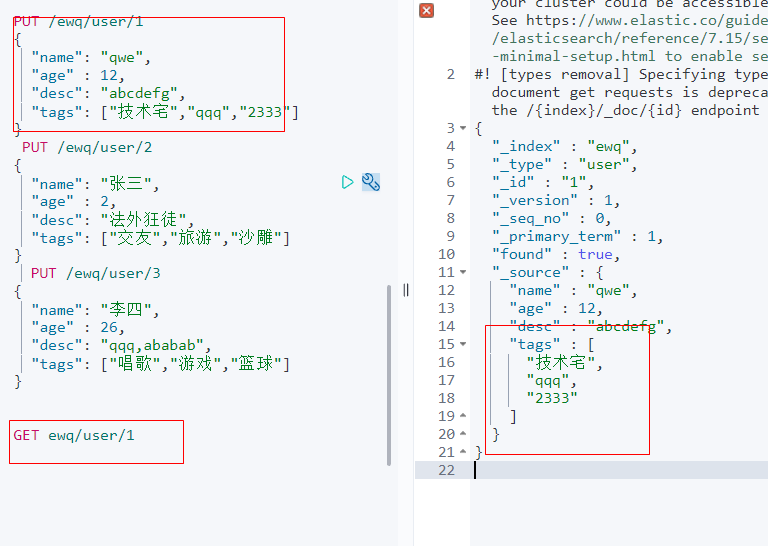 PUT /ewq/user/1
{
"name": "qwe",
"age" : 12,
"desc": "abcdefg",
"tags": ["技术宅","qqq","2333"]
}
PUT /ewq/user/2
{
"name": "张三",
"age" : 2,
"desc": "法外狂徒",
"tags": ["交友","旅游","沙雕"]
}
PUT /ewq/user/3
{
"name": "李四",
"age" : 26,
"desc": "qqq,ababab",
"tags": ["唱歌","游戏","篮球"]
}
GET ewq/user/1
your cluster could be accessible
See https://www.elastic.co/guide
/elasticsearch/reference/7.15/se
-minimal-setup.html to enable se
2 #! [types removal] Specifying type
document get requests is depreca
the /{index}/_doc/{id} endpoint
3 {
4 "_index" : "ewq",
5 "_type" : "user",
6 "_id" : "1",
7 "_version" : 1,
8 "_seq_no" : 0,
9 "_primary_term" : 1,
10 "found" : true,
11 "_source" : {
12 "name" : "qwe",
13 "age" : 12,
14 "desc" : "abcdefg",
15 "tags" : [
16 "技术宅",
17 "qqq",
18 "2333"
19 ]
20 }
21 }
22